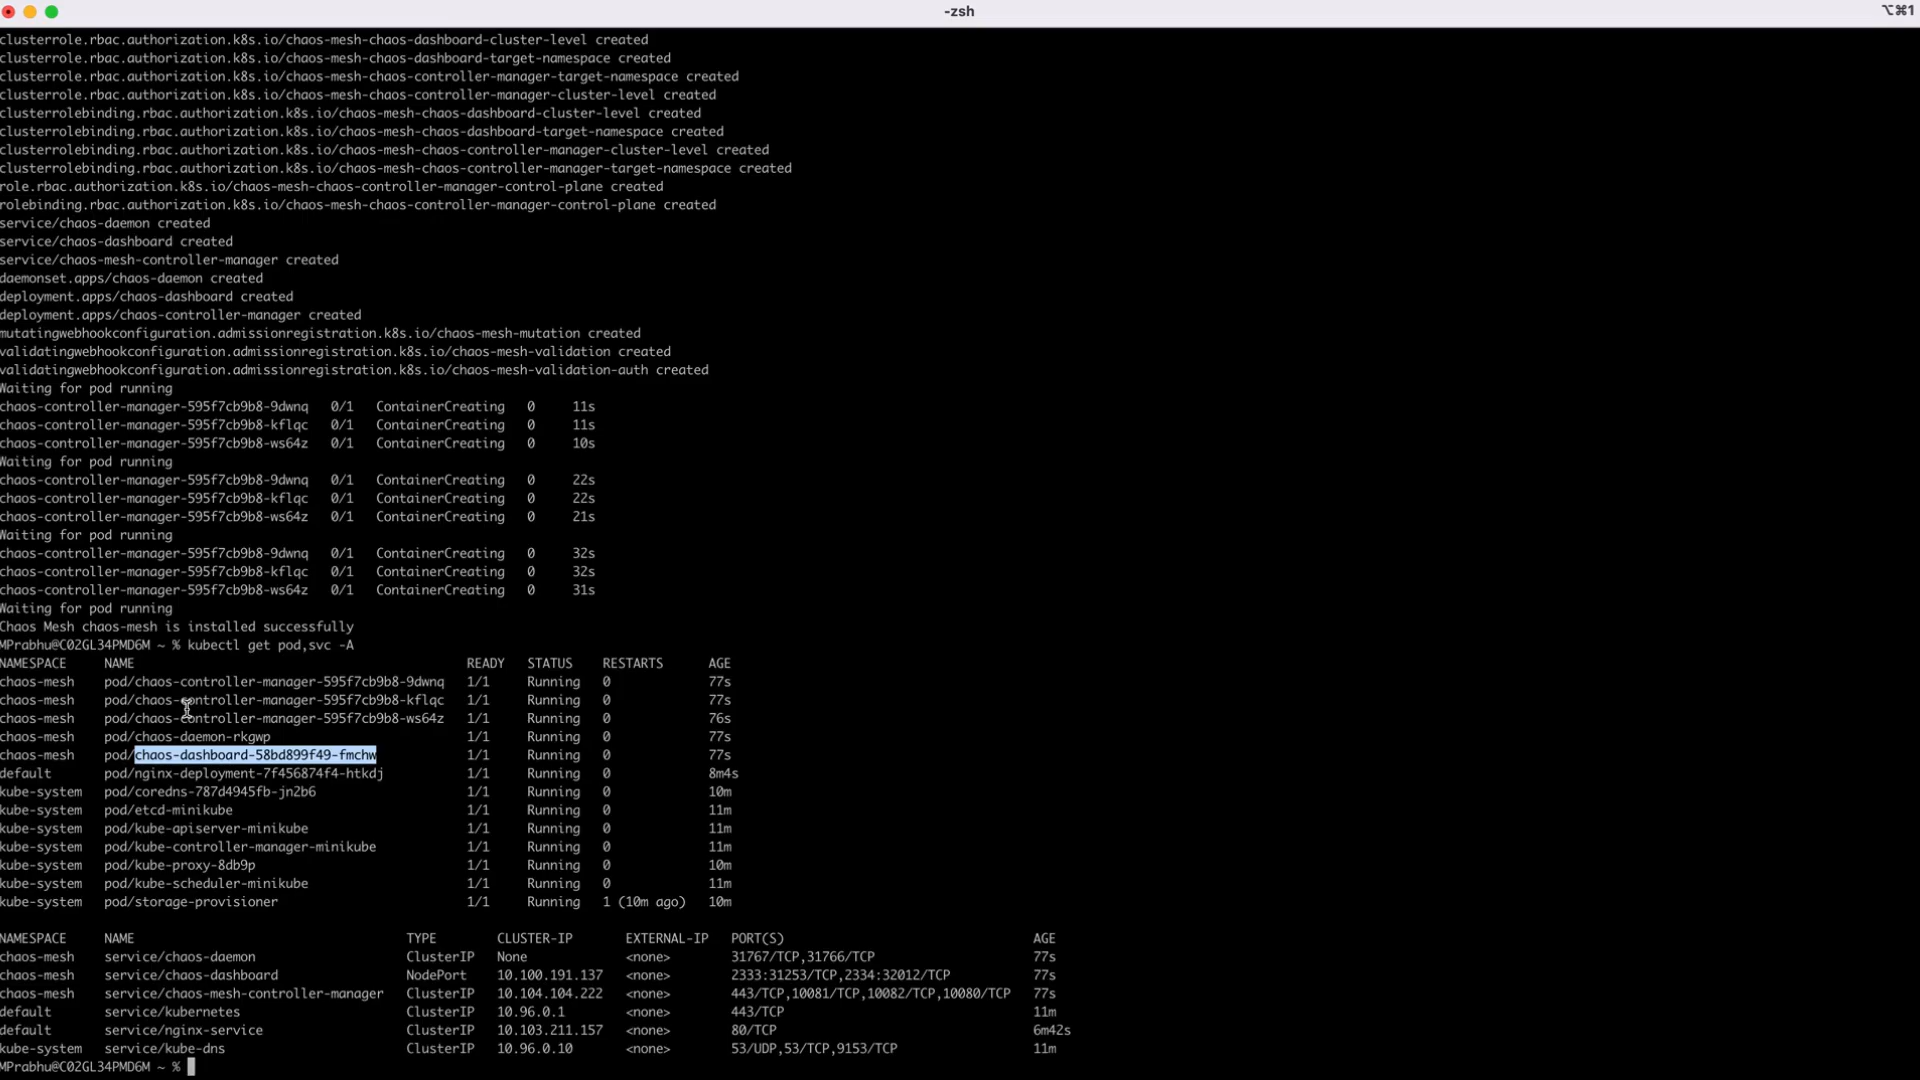 -zsh
⌥⌘1
clusterrole.rbac.authorization.k8s.io/chaos-mesh-chaos-dashboard-cluster-level created
clusterrole.rbac.authorization.k8s.io/chaos-mesh-chaos-dashboard-target-namespace created
clusterrole.rbac.authorization.k8s.io/chaos-mesh-chaos-controller-manager-target-namespace created
clusterrole.rbac.authorization.k8s.io/chaos-mesh-chaos-controller-manager-cluster-level created
clusterrolebinding.rbac.authorization.k8s.io/chaos-mesh-chaos-dashboard-cluster-level created
clusterrolebinding.rbac.authorization.k8s.io/chaos-mesh-chaos-dashboard-target-namespace created
clusterrolebinding.rbac.authorization.k8s.io/chaos-mesh-chaos-controller-manager-cluster-level created
clusterrolebinding.rbac.authorization.k8s.io/chaos-mesh-chaos-controller-manager-target-namespace created
role.rbac.authorization.k8s.io/chaos-mesh-chaos-controller-manager-control-plane created
rolebinding.rbac.authorization.k8s.io/chaos-mesh-chaos-controller-manager-control-plane created
service/chaos-daemon created
service/chaos-dashboard created
service/chaos-mesh-controller-manager created
daemonset.apps/chaos-daemon created
deployment.apps/chaos-dashboard created
deployment.apps/chaos-controller-manager created
mutatingwebhookconfiguration.admissionregistration.k8s.io/chaos-mesh-mutation created
validatingwebhookconfiguration.admissionregistration.k8s.io/chaos-mesh-validation created
validatingwebhookconfiguration.admissionregistration.k8s.io/chaos-mesh-validation-auth created
Waiting for pod running
chaos-controller-manager-595f7cb9b8-9dwnq 0/1 ContainerCreating 0 11s
chaos-controller-manager-595f7cb9b8-kflqc 0/1 ContainerCreating 0 11s
chaos-controller-manager-595f7cb9b8-ws64z 0/1 ContainerCreating 0 10s
Waiting for pod running
chaos-controller-manager-595f7cb9b8-9dwnq 0/1 ContainerCreating 0 22s
chaos-controller-manager-595f7cb9b8-kflqc 0/1 ContainerCreating 0 22s
chaos-controller-manager-595f7cb9b8-ws64z 0/1 ContainerCreating 0 21s
Waiting for pod running
chaos-controller-manager-595f7cb9b8-9dwnq 0/1 ContainerCreating 0 32s
chaos-controller-manager-595f7cb9b8-kflqc 0/1 ContainerCreating 0 32s
chaos-controller-manager-595f7cb9b8-ws64z 0/1 ContainerCreating 0 31s
Waiting for pod running
Chaos Mesh chaos-mesh is installed successfully
MPrabhu@C02GL34PMD6M ~ % kubectl get pod,svc -A
NAMESPACE NAME READY STATUS RESTARTS AGE
chaos-mesh pod/chaos-controller-manager-595f7cb9b8-9dwnq 1/1 Running 0 77s
chaos-mesh pod/chaos-controller-manager-595f7cb9b8-kflqc 1/1 Running 0 77s
chaos-mesh pod/chaos-controller-manager-595f7cb9b8-ws64z 1/1 Running 0 76s
chaos-mesh pod/chaos-daemon-rkgwp 1/1 Running 0 77s
chaos-mesh pod/chaos-dashboard-58bd899f49-fmchw 1/1 Running 0 77s
default pod/nginx-deployment-7f456874f4-htkdj 1/1 Running 0 8m4s
kube-system pod/coredns-787d4945fb-jn2b6 1/1 Running 0 10m
kube-system pod/etcd-minikube 1/1 Running 0 11m
kube-system pod/kube-apiserver-minikube 1/1 Running 0 11m
kube-system pod/kube-controller-manager-minikube 1/1 Running 0 11m
kube-system pod/kube-proxy-8db9p 1/1 Running 0 10m
kube-system pod/kube-scheduler-minikube 1/1 Running 0 11m
kube-system pod/storage-provisioner 1/1 Running 1 (10m ago) 10m
NAMESPACE NAME TYPE CLUSTER-IP EXTERNAL-IP PORT(S) AGE
chaos-mesh service/chaos-daemon ClusterIP None <none> 31767/TCP,31766/TCP 77s
chaos-mesh service/chaos-dashboard NodePort 10.100.191.137 <none> 2333:31253/TCP,2334:32012/TCP 77s
chaos-mesh service/chaos-mesh-controller-manager ClusterIP 10.104.104.222 <none> 443/TCP,10081/TCP,10082/TCP,10080/TCP 77s
default service/kubernetes ClusterIP 10.96.0.1 <none> 443/TCP 11m
default service/nginx-service ClusterIP 10.103.211.157 <none> 80/TCP 6m42s
kube-system service/kube-dns ClusterIP 10.96.0.10 <none> 53/UDP,53/TCP,9153/TCP 11m
MPrabhu@C02GL34PMD6M ~ %